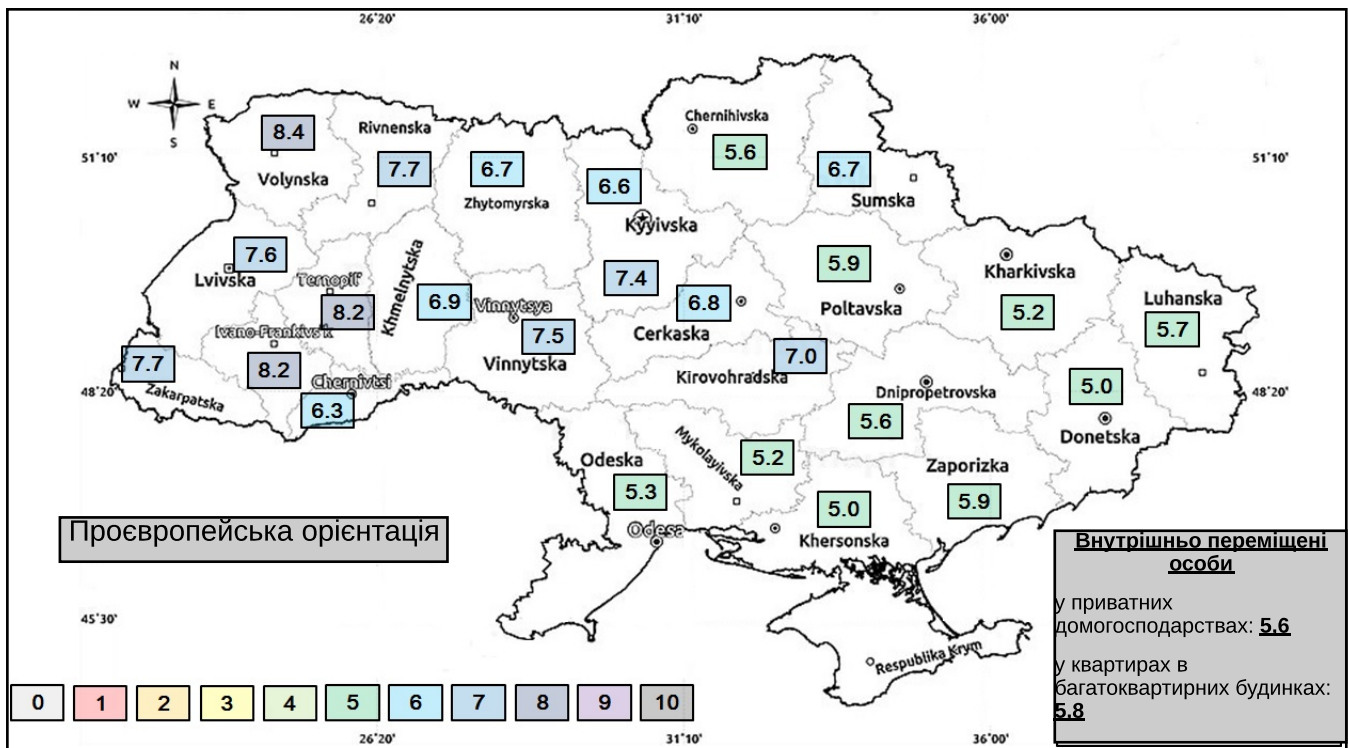 26°20' 31°10' 36°00'
N
W E
S
51°10' 51°10'
8.4
Volynska
Rivnenska
7.7
6.7
Zhytomyrska
6.6
Kyyivska
Chernihivska
5.6
6.7
Sumska
7.6
Lvivska
Ternopil'
8.2
Khmelnytska
6.9
Vinnytsya
7.5
Vinnytska
7.4
6.8
Cerkaska
5.9
Poltavska
Kharkivska
5.2
Luhanska
5.7
Ivano-Frankivs'k
8.2
7.7
Zakarpatska
Chernivtsi
6.3
7.0
Kirovohradska
Dnipropetrovska
5.6
5.0
Donetska
48°20' 48°20'
Odeska
5.3
Odesa
Mykolayivska
5.2
5.0
Khersonska
Zaporizka
5.9
Проєвропейська орієнтація
Внутрішньо переміщені
особи
у приватних
домогосподарствах: 5.6
у квартирах в
багатоквартирних будинках:
5.8
45°30'
Respublika Krym
0 1 2 3 4 5 6 7 8 9 10
26°20' 31°10' 36°00'